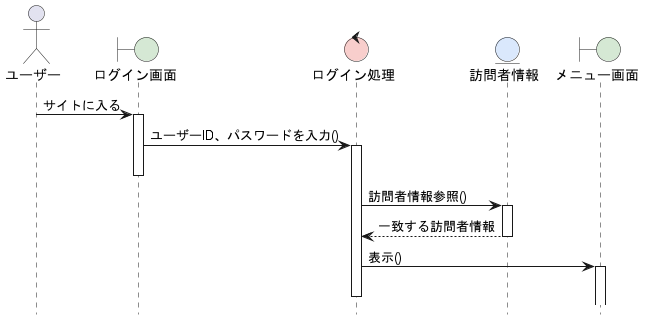 ユーザー
ログイン画面
ログイン処理
訪問者情報
メニュー画面
サイトに入る
ユーザーID、パスワードを入力()
訪問者情報参照()
一致する訪問者情報
表示()